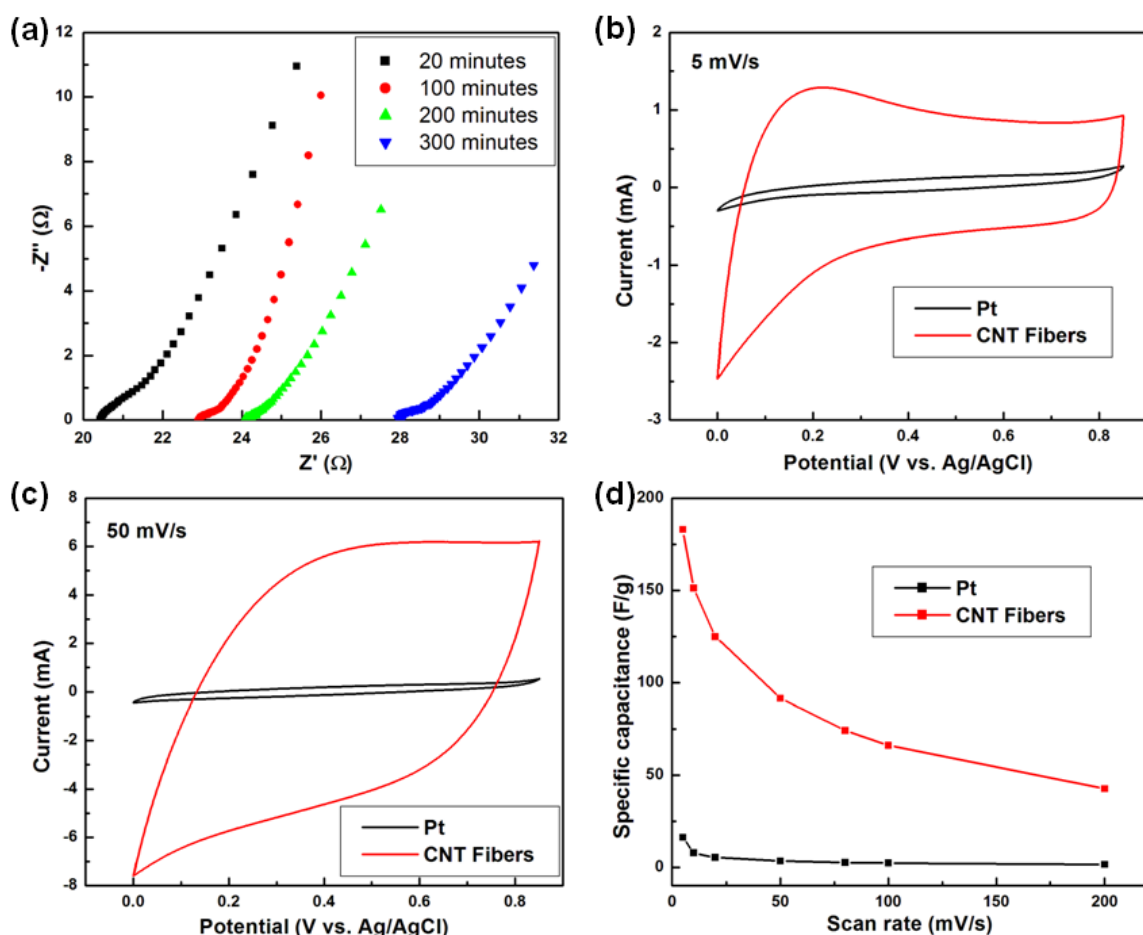 (a)
12
10
8
6
4
2
0
-Z'' (Ω)
20 minutes
100 minutes
200 minutes
300 minutes
20 22 24 26 28 30 32
Z' (Ω)
(b)
2
1
0
-1
-2
-3
Current (mA)
5 mV/s
Pt
CNT Fibers
0.0 0.2 0.4 0.6 0.8
Potential (V vs. Ag/AgCl)
(c)
8
6
4
2
0
-2
-4
-6
-8
Current (mA)
50 mV/s
Pt
CNT Fibers
0.0 0.2 0.4 0.6 0.8
Potential (V vs. Ag/AgCl)
(d)
200
150
100
50
0
Specific capacitance (F/g)
Pt
CNT Fibers
0 50 100 150 200
Scan rate (mV/s)